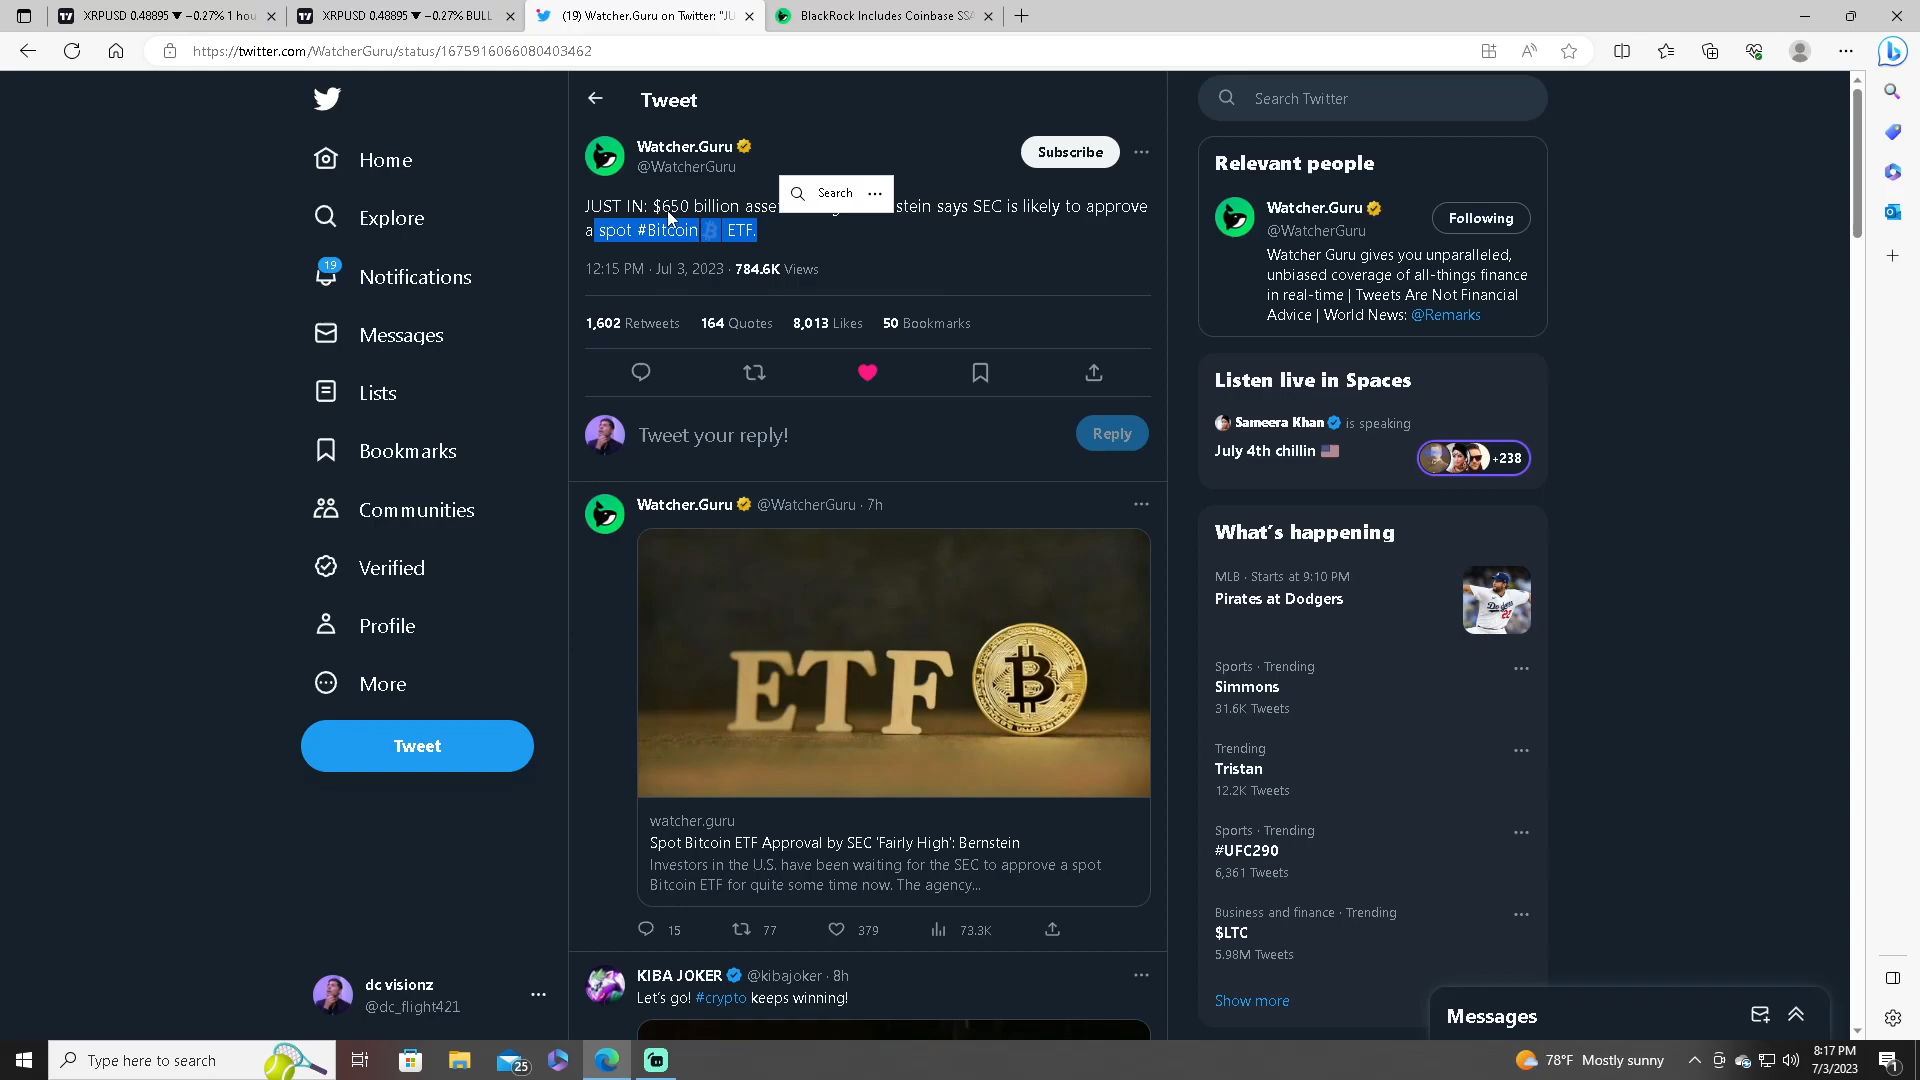 XRPUSD 0.48895 ▼ −0.27% 1 hou
XRPUSD 0.48895 ▼ −0.27% BULL
(19) Watcher.Guru on Twitter: "JU
BlackRock Includes Coinbase
https://twitter.com/WatcherGuru/status/1675916066080403462
Home
Explore
19
Notifications
Messages
Lists
Bookmarks
Communities
Verified
Profile
More
Tweet
dc visionz
@dc_flight421
Tweet
Watcher.Guru
@WatcherGuru
Subscribe
Search
JUST IN: $650 billion asse stein says SEC is likely to approve
a spot #Bitcoin ETF.
12:15 PM · Jul 3, 2023 · 784.6K Views
1,602 Retweets 164 Quotes 8,013 Likes 50 Bookmarks
Tweet your reply!
Reply
Watcher.Guru @WatcherGuru · 7h
ETF
watcher.guru
Spot Bitcoin ETF Approval by SEC 'Fairly High': Bernstein
Investors in the U.S. have been waiting for the SEC to approve a spot
Bitcoin ETF for quite some time now. The agency...
15 77 379 73.3K
KIBA JOKER @kibajoker · 8h
Let's go! #crypto keeps winning!
Search Twitter
Relevant people
Watcher.Guru
@WatcherGuru
Following
Watcher Guru gives you unparalleled,
unbiased coverage of all-things finance
in real-time | Tweets Are Not Financial
Advice | World News: @Remarks
Listen live in Spaces
Sameera Khan is speaking
July 4th chillin
+238
What's happening
MLB · Starts at 9:10 PM
Pirates at Dodgers
Sports · Trending
Simmons
31.6K Tweets
Trending
Tristan
12.2K Tweets
Sports · Trending
#UFC290
6,361 Tweets
Business and finance · Trending
$LTC
5.98M Tweets
Show more
Messages
Type here to search
25
78°F Mostly sunny
8:17 PM
7/3/2023
1